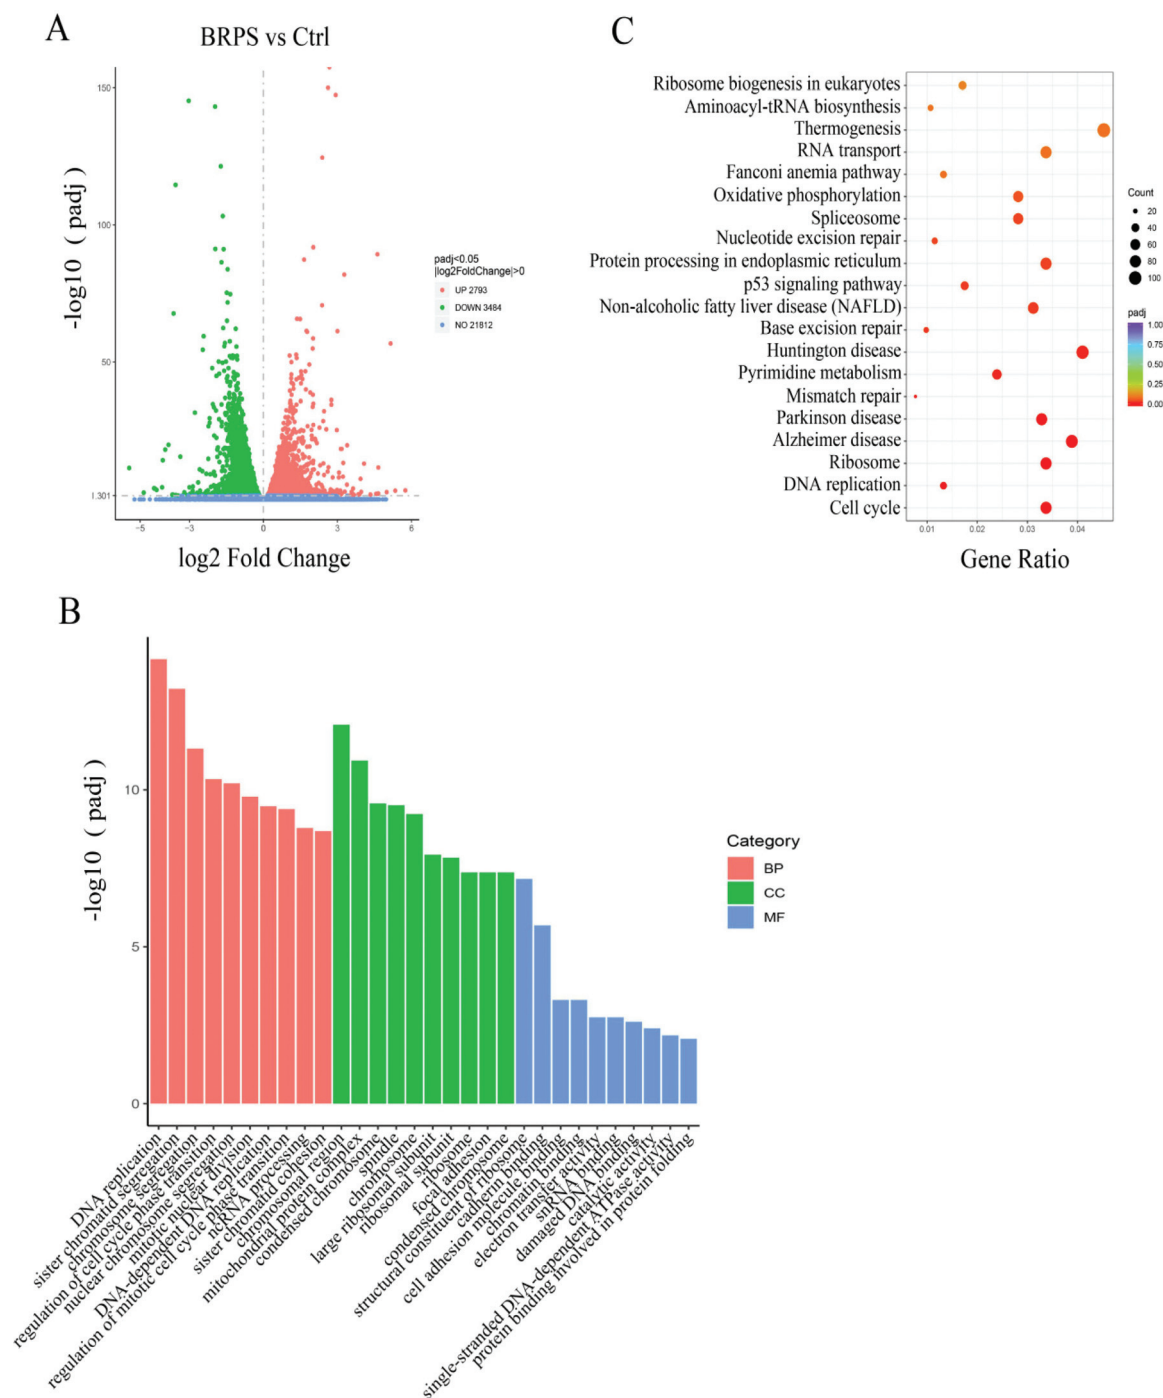 A
BRPS vs Ctrl
-log10 ( padj )
150
100
50
1.301
-5
-3
0
3
6
log2 Fold Change
padj<0.05
|log2FoldChange|>0
UP 2793
DOWN 3484
NO 21812
C
Ribosome biogenesis in eukaryotes
Aminoacyl-tRNA biosynthesis
Thermogenesis
RNA transport
Fanconi anemia pathway
Oxidative phosphorylation
Spliceosome
Nucleotide excision repair
Protein processing in endoplasmic reticulum
p53 signaling pathway
Non-alcoholic fatty liver disease (NAFLD)
Base excision repair
Huntington disease
Pyrimidine metabolism
Mismatch repair
Parkinson disease
Alzheimer disease
Ribosome
DNA replication
Cell cycle
0.01
0.02
0.03
0.04
Gene Ratio
Count
20
40
60
80
100
padj
1.00
0.75
0.50
0.25
0.00
B
-log10 ( padj )
10
5
0
DNA replication
sister chromatid segregation
chromosome segregation
regulation of cell cycle phase transition
nuclear chromosome segregation
mitotic nuclear division
DNA-dependent DNA replication
regulation of mitotic cell cycle phase transition
ncRNA processing
sister chromatid cohesion
chromosomal region
mitochondrial protein complex
condensed chromosome
spindle
chromosome
large ribosomal subunit
ribosomal subunit
ribosome
focal adhesion
condensed chromosome
structural constituent of ribosome
cadherin binding
cell adhesion molecule binding
chromatin binding
electron transfer activity
snRNA binding
damaged DNA binding
catalytic activity
single-stranded DNA-dependent ATPase activity
protein binding involved in protein folding
Category
BP
CC
MF